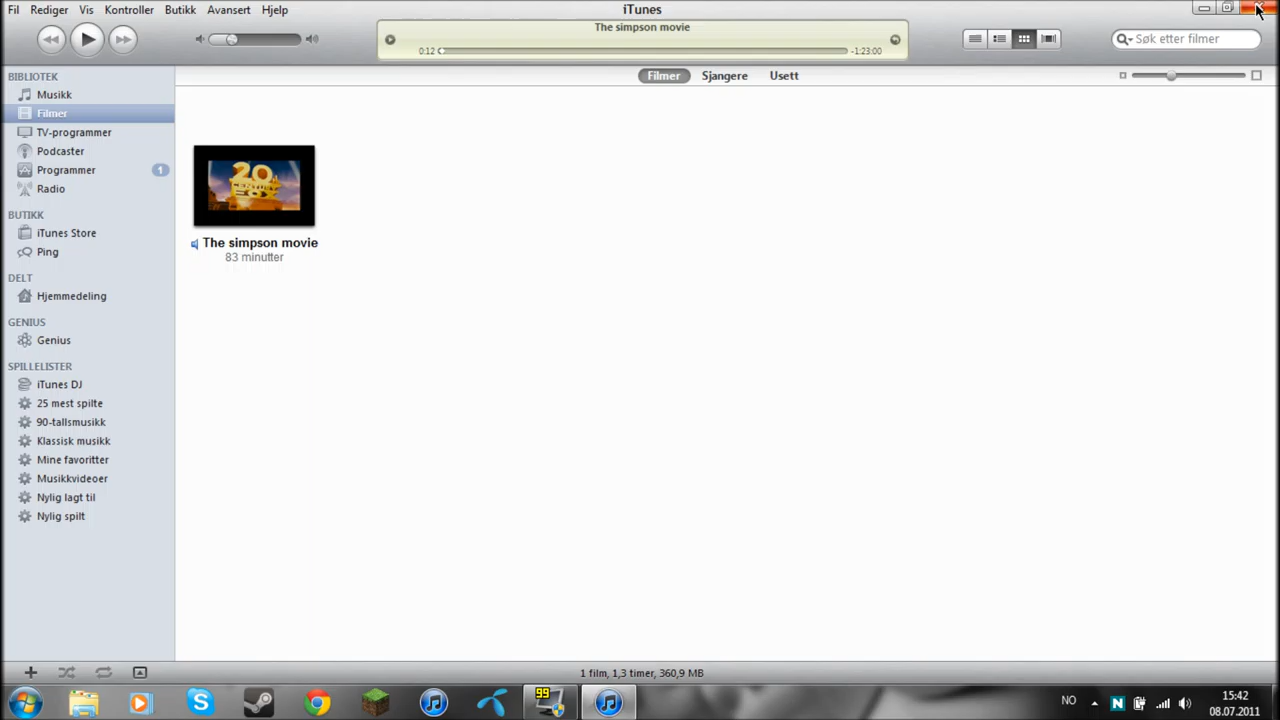 Fil Rediger Vis Kontroller Butikk Avansert Hjelp
iTunes
The simpson movie
0:12
-1:23:00
Søk etter filmer
BIBLIOTEK
Musikk
Filmer
TV-programmer
Podcaster
Programmer 1
Radio
BUTIKK
iTunes Store
Ping
DELT
Hjemmedeling
GENIUS
Genius
SPILLELISTER
iTunes DJ
25 mest spilte
90-tallsmusikk
Klassisk musikk
Mine favoritter
Musikkvideoer
Nylig lagt til
Nylig spilt
Filmer Sjangere Usett
20
CENTURY
FOX
The simpson movie
83 minutter
1 film, 1,3 timer, 360,9 MB
99
NO
N
15:42
08.07.2011